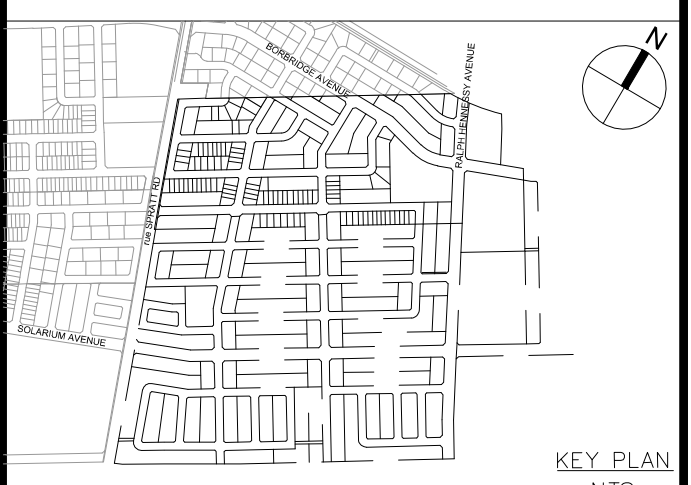 N
BORBRIDGE AVENUE
RALPH HENNESSY AVENUE
rue SPRATT RD
SOLARIUM AVENUE
KEY PLAN
N.T.S.